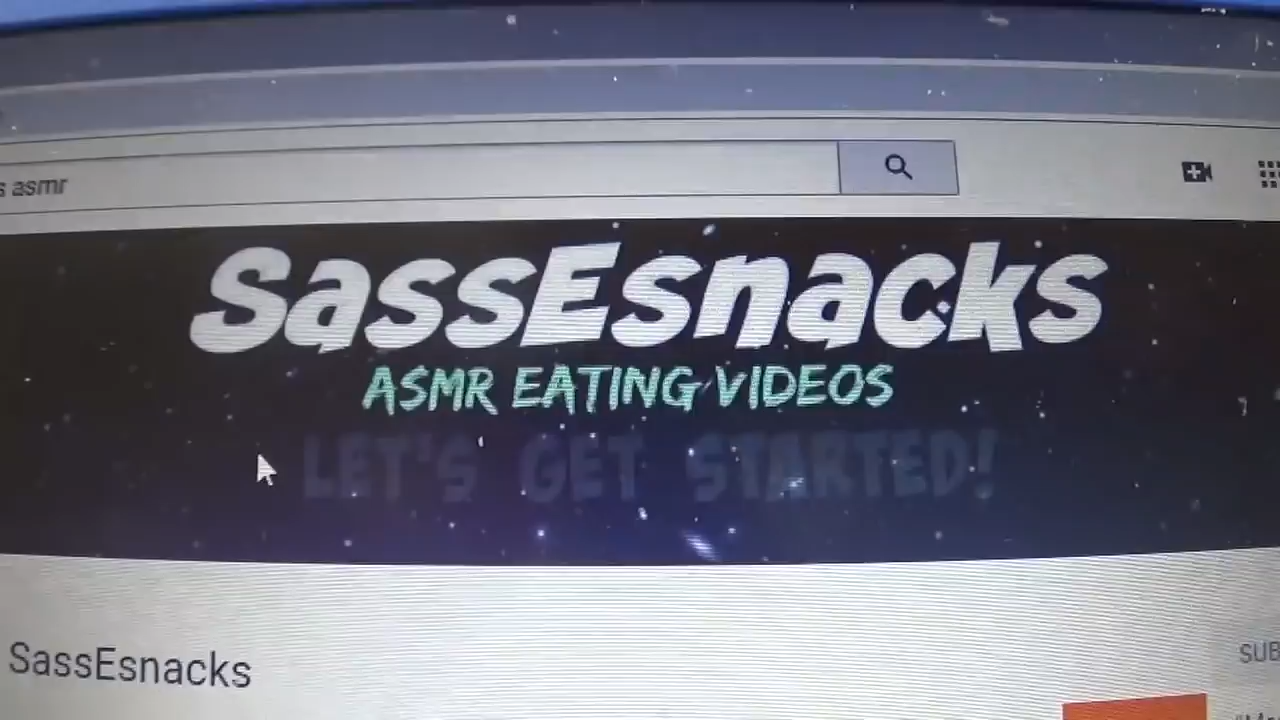 s asmr
SassEsnacks
ASMR EATING VIDEOS
LET'S GET STARTED!
SassEsnacks
SUB